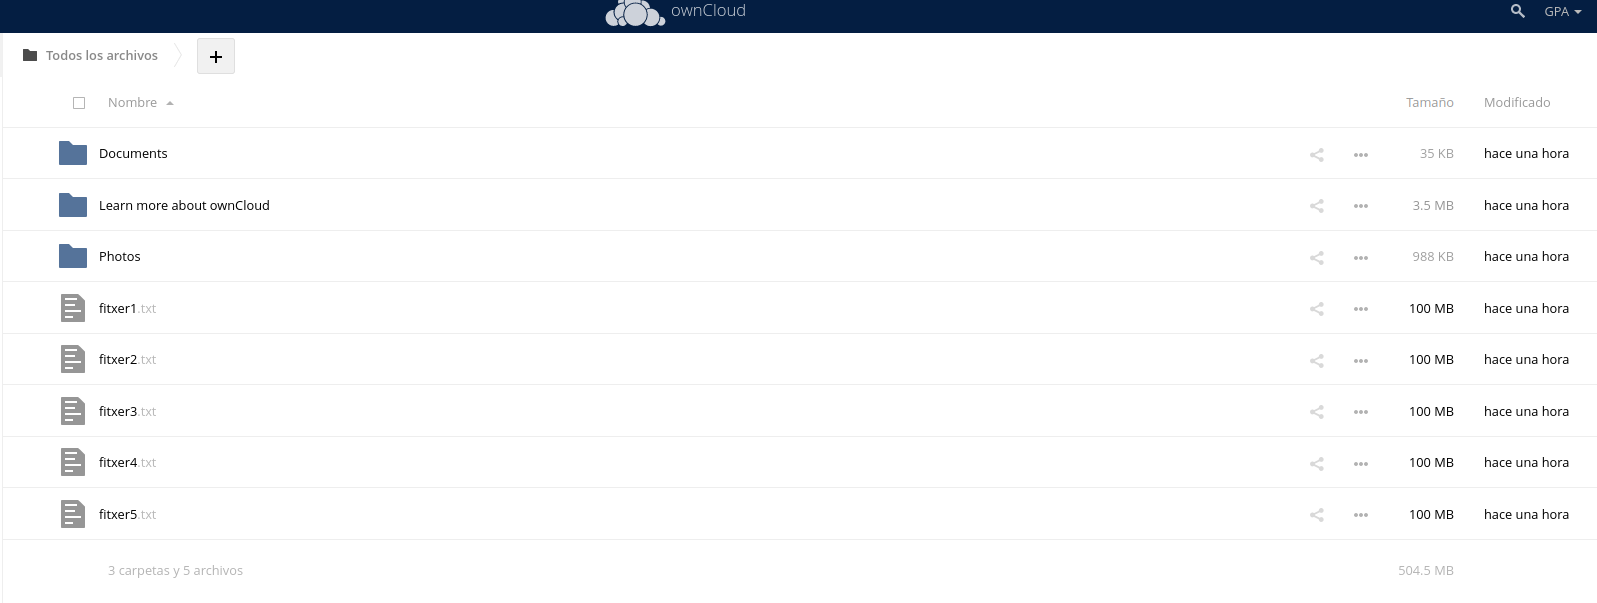 ownCloud
GPA
Todos los archivos
+
Nombre Tamaño Modificado
Documents 35 KB hace una hora
Learn more about ownCloud 3.5 MB hace una hora
Photos 988 KB hace una hora
fitxer1.txt 100 MB hace una hora
fitxer2.txt 100 MB hace una hora
fitxer3.txt 100 MB hace una hora
fitxer4.txt 100 MB hace una hora
fitxer5.txt 100 MB hace una hora
3 carpetas y 5 archivos 504.5 MB